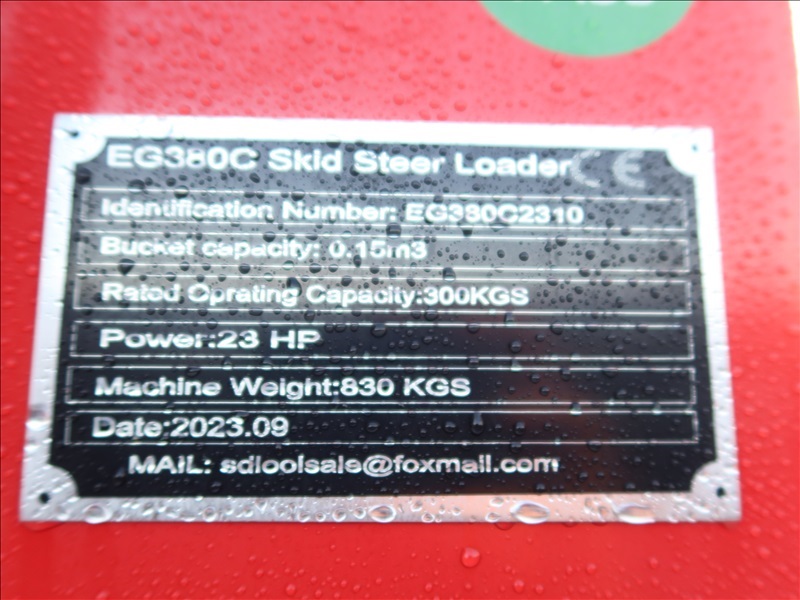 EG380C Skid Steer Loader CE
Identification Number: EG380C2310
Bucket capacity: 0.15m3
Rated Oprating Capacity:300KGS
Power:23 HP
Machine Weight:830 KGS
Date:2023.09
MAIL: sdloolsale@foxmail.com